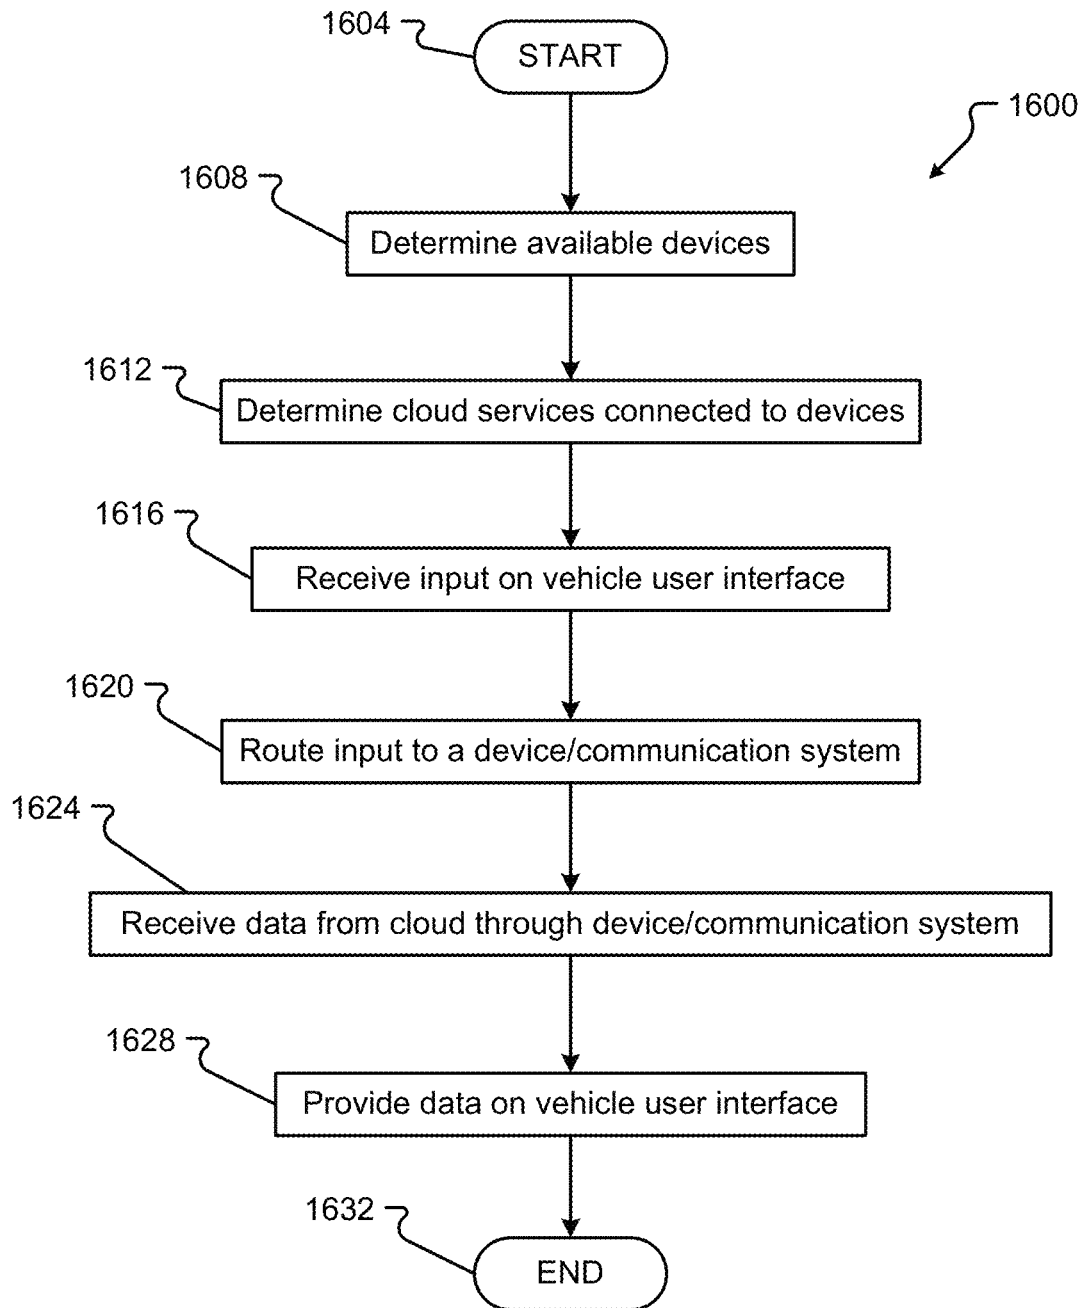 1604
START
1600
1608
Determine available devices
1612
Determine cloud services connected to devices
1616
Receive input on vehicle user interface
1620
Route input to a device/communication system
1624
Receive data from cloud through device/communication system
1628
Provide data on vehicle user interface
1632
END